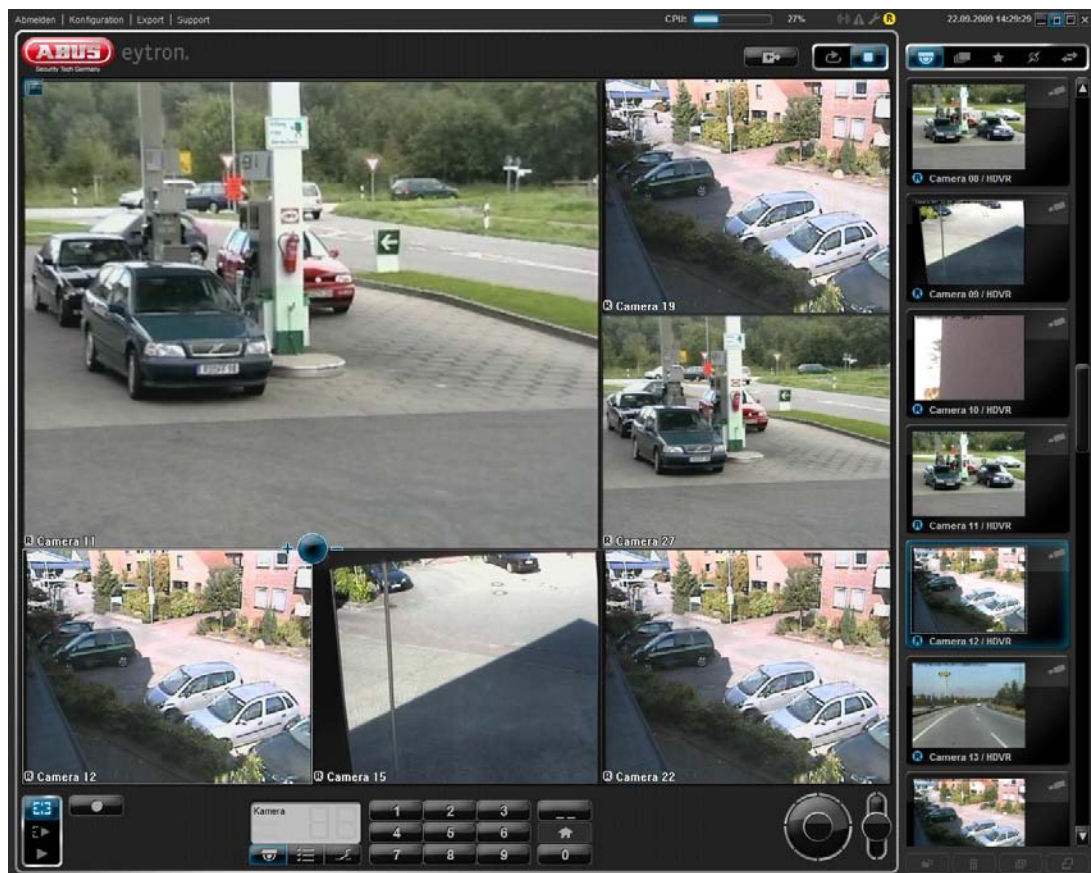 Abmelden | Konfiguration | Export | Support
CPU: 27%
R
22.09.2009 14:29:29
ABUS eytron.
Security Tech Germany
Camera 11
Camera 19
Camera 27
Camera 12
Camera 15
Camera 22
Camera 08 / HDVR
Camera 09 / HDVR
Camera 10 / HDVR
Camera 11 / HDVR
Camera 12 / HDVR
Camera 13 / HDVR
Kamera
1 2 3
4 5 6
7 8 9
0